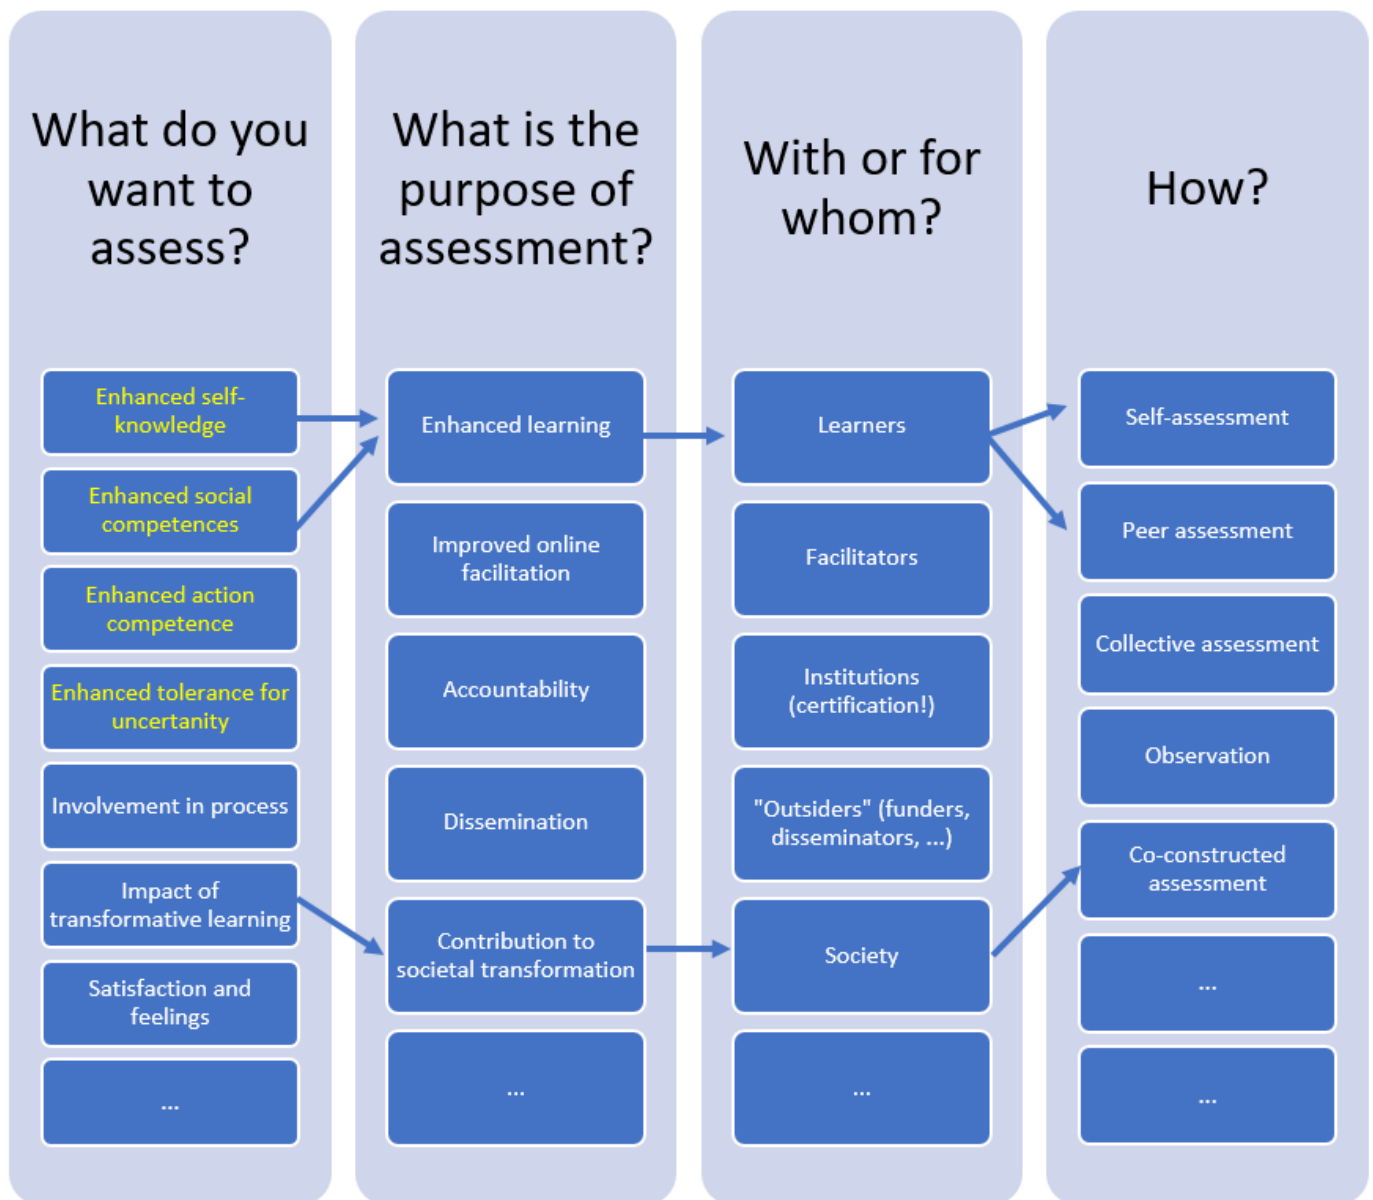 What do you
want to
assess?
Enhanced self-
knowledge
Enhanced social
competences
Enhanced action
competence
Enhanced tolerance for
uncertanity
Involvement in process
Impact of
transformative learning
Satisfaction and
feelings
...
What is the
purpose of
assessment?
Enhanced learning
Improved online
facilitation
Accountability
Dissemination
Contribution to
societal transformation
...
With or for
whom?
Learners
Facilitators
Institutions
(certification!)
"Outsiders" (funders,
disseminators, ...)
Society
...
How?
Self-assessment
Peer assessment
Collective assessment
Observation
Co-constructed
assessment
...
...